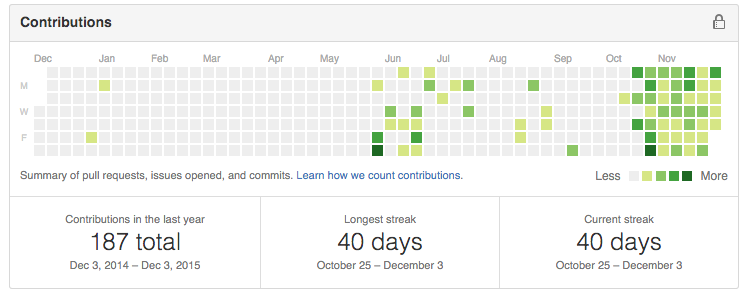 Contributions
Dec Jan Feb Mar Apr May Jun Jul Aug Sep Oct Nov
M
W
F
Summary of pull requests, issues opened, and commits. Learn how we count contributions.
Less More
Contributions in the last year
187 total
Dec 3, 2014 – Dec 3, 2015
Longest streak
40 days
October 25 – December 3
Current streak
40 days
October 25 – December 3